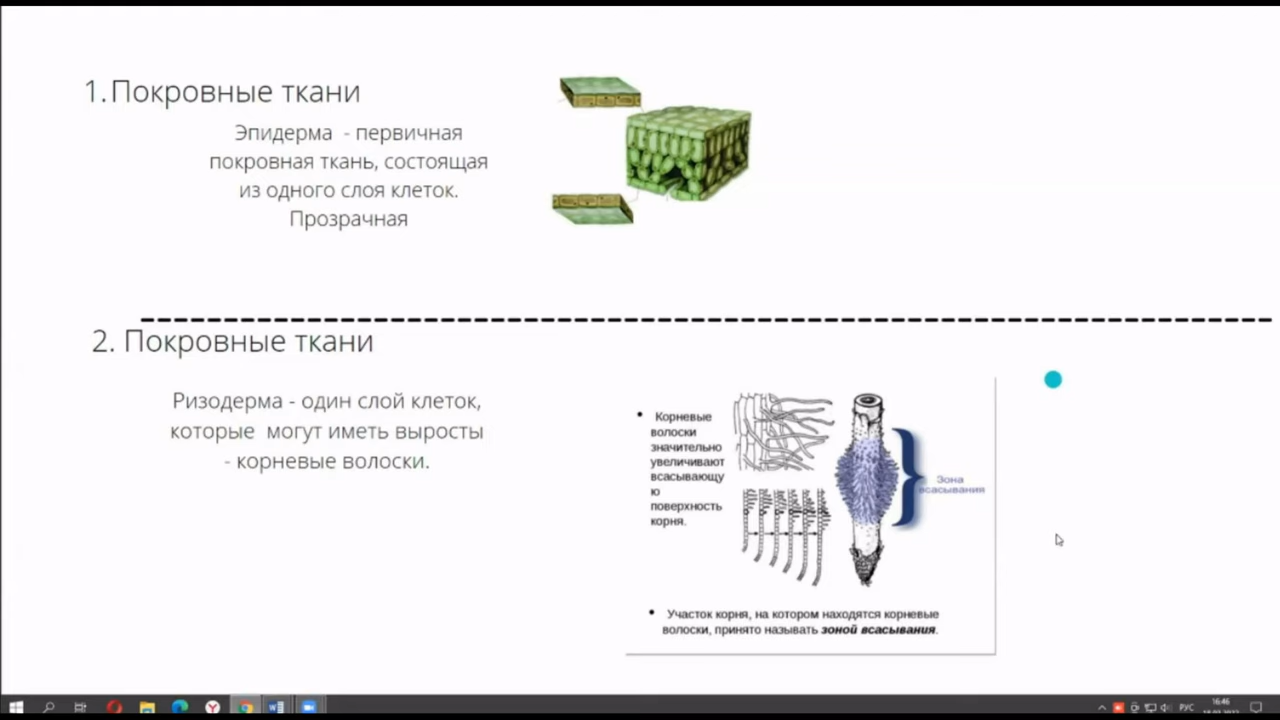 1.Покровные ткани
Эпидерма - первичная
покровная ткань, состоящая
из одного слоя клеток.
Прозрачная
2. Покровные ткани
Ризодерма - один слой клеток,
которые могут иметь выросты
- корневые волоски.
• Корневые
волоски
значительно
увеличивают
всасывающу
ю
поверхность
корня.
Зона
всасывания
• Участок корня, на котором находятся корневые
волоски, принято называть зоной всасывания.
РУС
16:46